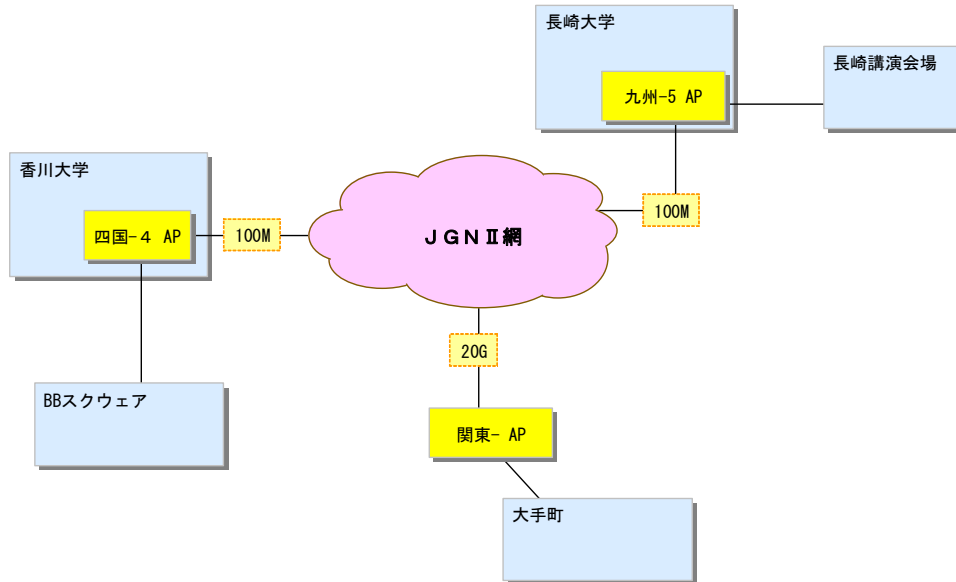 長崎大学
長崎講演会場
九州-5 AP
香川大学
四国-４ AP
100M
ＪＧＮⅡ網
100M
20G
BBスクウェア
関東- AP
大手町